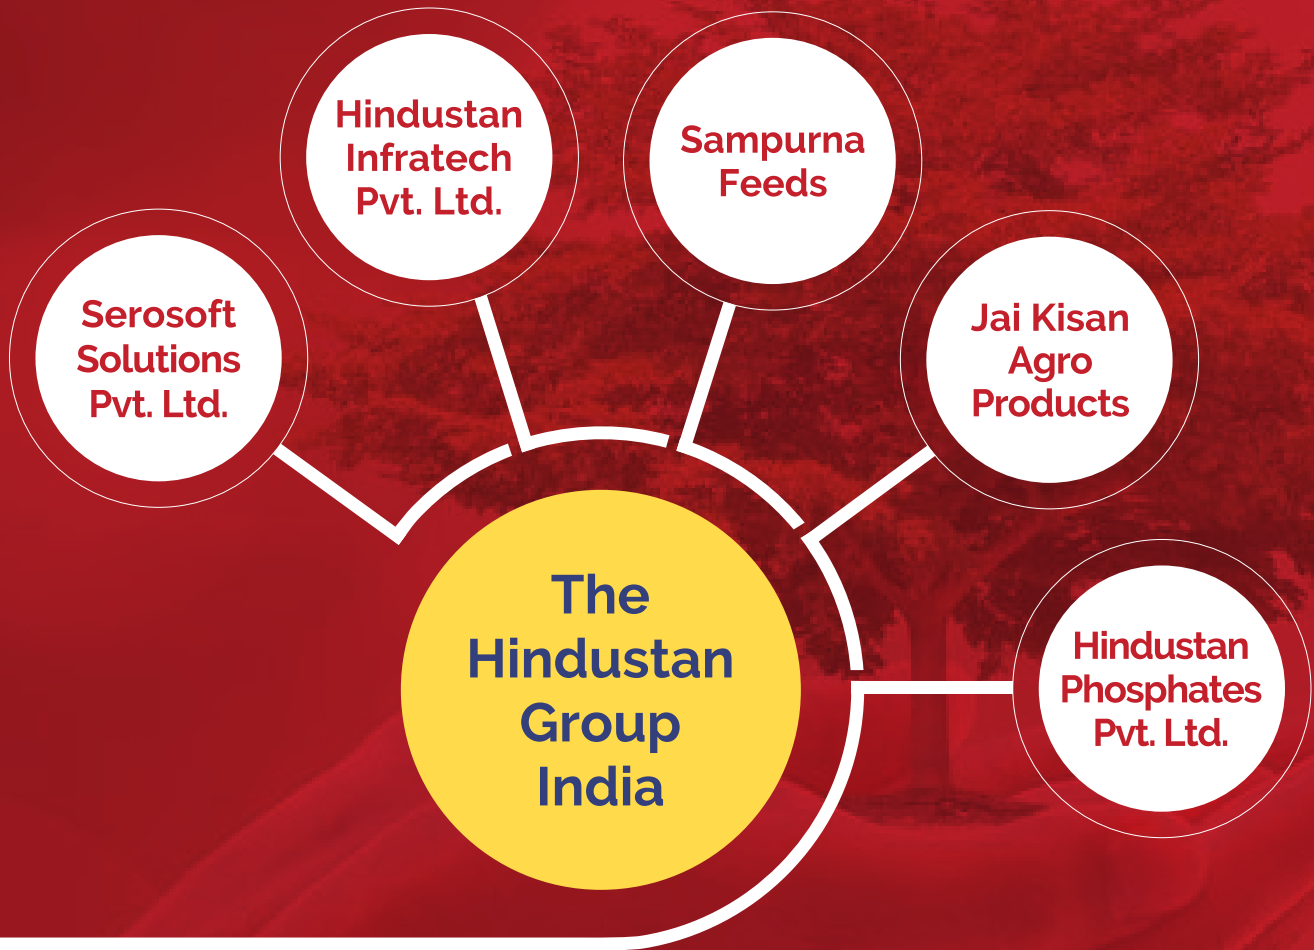 Hindustan
Infratech
Pvt. Ltd.
Sampurna
Feeds
Serosoft
Solutions
Pvt. Ltd.
Jai Kisan
Agro
Products
The
Hindustan
Group
India
Hindustan
Phosphates
Pvt. Ltd.